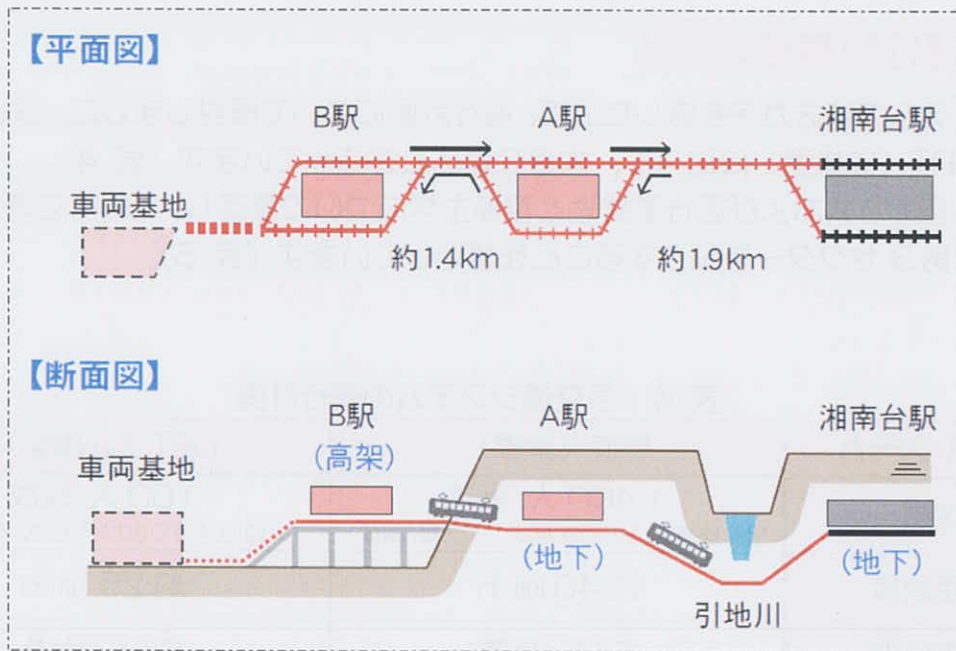 【平面図】
B駅
A駅
湘南台駅
車両基地
約1.4km
約1.9km
【断面図】
B駅
A駅
湘南台駅
(高架)
車両基地
(地下)
(地下)
引地川